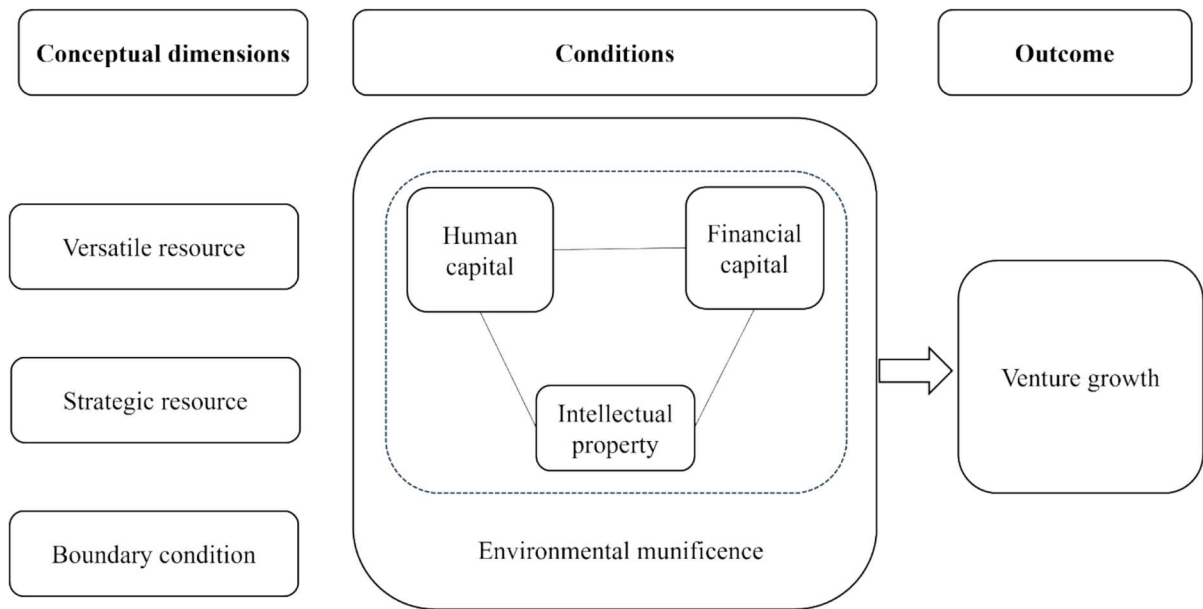 Conceptual dimensions
Conditions
Outcome
Versatile resource
Strategic resource
Boundary condition
Human
capital
Financial
capital
Intellectual
property
Environmental munificence
Venture growth